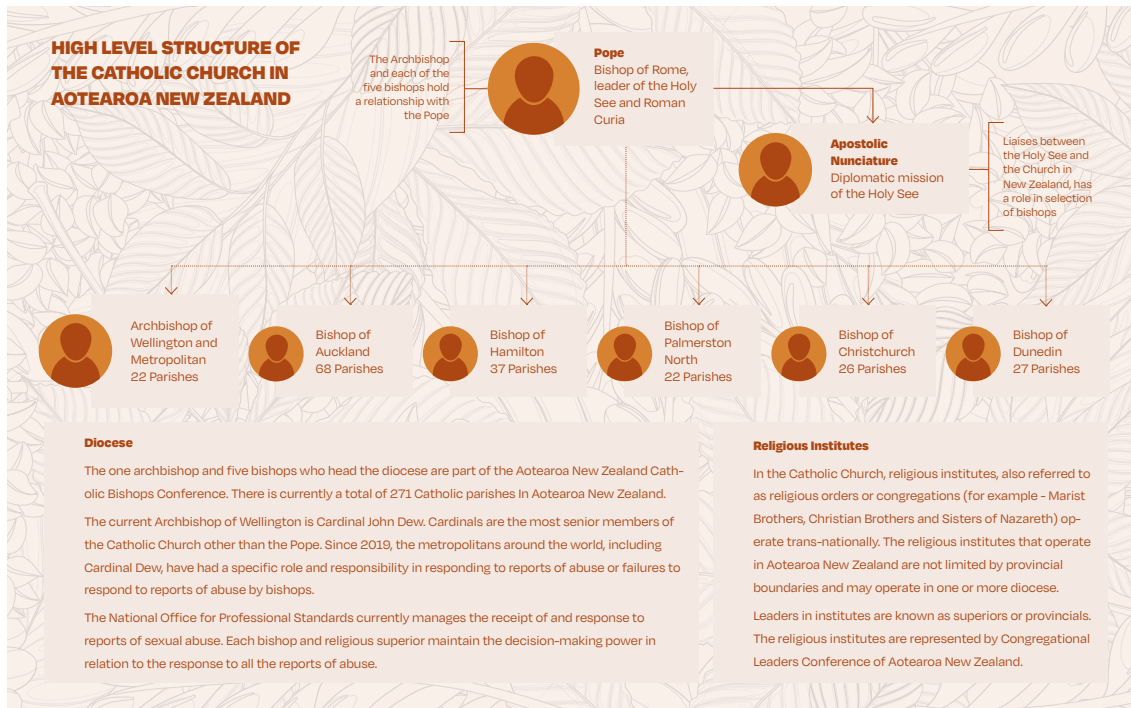 HIGH LEVEL STRUCTURE OF
THE CATHOLIC CHURCH IN
AOTEAROA NEW ZEALAND
The Archbishop
and each of the
five bishops hold
a relationship with
the Pope
Pope
Bishop of Rome,
leader of the Holy
See and Roman
Curia
Apostolic
Nunciature
Diplomatic mission
of the Holy See
Liaises between
the Holy See and
the Church in
New Zealand, has
a role in selection
of bishops
Archbishop of
Wellington and
Metropolitan
22 Parishes
Bishop of
Auckland
68 Parishes
Bishop of
Hamilton
37 Parishes
Bishop of
Palmerston
North
22 Parishes
Bishop of
Christchurch
26 Parishes
Bishop of
Dunedin
27 Parishes
Diocese
The one archbishop and five bishops who head the diocese are part of the Aotearoa New Zealand Cath-
olic Bishops Conference. There is currently a total of 271 Catholic parishes In Aotearoa New Zealand.
The current Archbishop of Wellington is Cardinal John Dew. Cardinals are the most senior members of
the Catholic Church other than the Pope. Since 2019, the metropolitans around the world, including
Cardinal Dew, have had a specific role and responsibility in responding to reports of abuse or failures to
respond to reports of abuse by bishops.
The National Office for Professional Standards currently manages the receipt of and response to
reports of sexual abuse. Each bishop and religious superior maintain the decision-making power in
relation to the response to all the reports of abuse.
Religious Institutes
In the Catholic Church, religious institutes, also referred to
as religious orders or congregations (for example - Marist
Brothers, Christian Brothers and Sisters of Nazareth) op-
erate trans-nationally. The religious institutes that operate
in Aotearoa New Zealand are not limited by provincial
boundaries and may operate in one or more diocese.
Leaders in institutes are known as superiors or provincials.
The religious institutes are represented by Congregational
Leaders Conference of Aotearoa New Zealand.